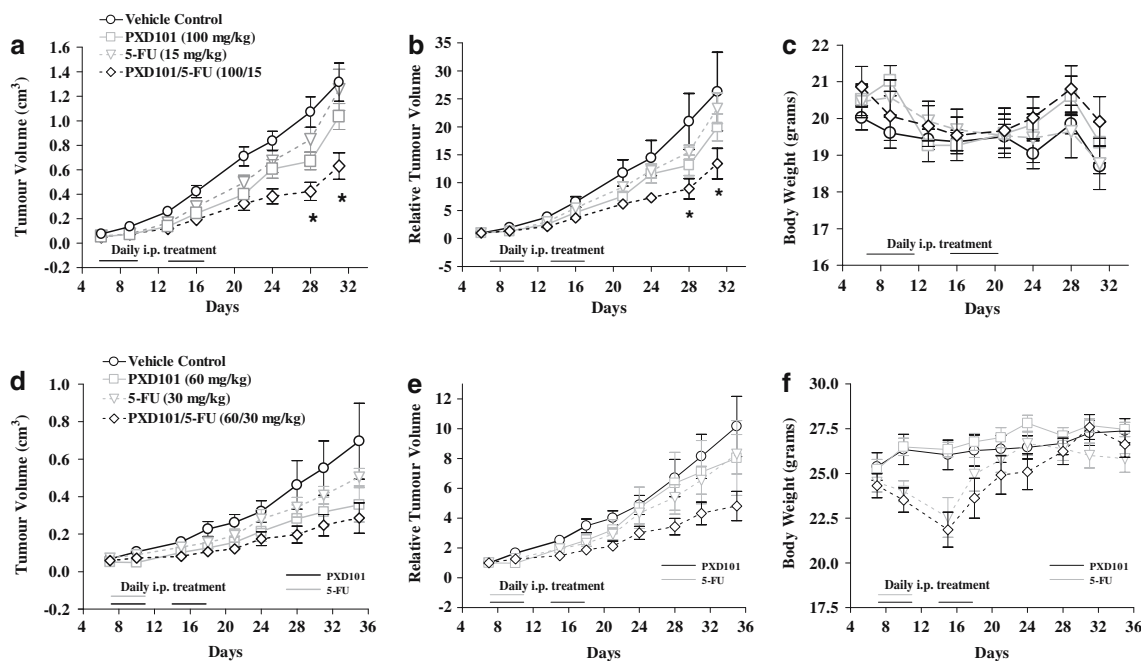 a
Vehicle Control
PXD101 (100 mg/kg)
5-FU (15 mg/kg)
PXD101/5-FU (100/15
Tumour Volume (cm3)
1.6
1.4
1.2
1.0
0.8
0.6
0.4
0.2
0.0
-0.2
* *
Daily i.p. treatment
4 8 12 16 20 24 28 32
Days
b
Relative Tumour Volume
35
30
25
20
15
10
5
0
-5
* *
Daily i.p. treatment
4 8 12 16 20 24 28 32
Days
c
Body Weight (grams)
22
21
20
19
18
17
16
Daily i.p. treatment
4 8 12 16 20 24 28 32
Days
d
Vehicle Control
PXD101 (60 mg/kg)
5-FU (30 mg/kg)
PXD101/5-FU (60/30 mg/kg)
Tumour Volume (cm3)
1.0
0.8
0.6
0.4
0.2
0.0
-0.2
Daily i.p. treatment
PXD101
5-FU
4 8 12 16 20 24 28 32 36
Days
e
Relative Tumour Volume
12
10
8
6
4
2
0
-2
Daily i.p. treatment
PXD101
5-FU
4 8 12 16 20 24 28 32 36
Days
f
Body Weight (grams)
30.0
27.5
25.0
22.5
20.0
17.5
Daily i.p. treatment
PXD101
5-FU
4 8 12 16 20 24 28 32 36
Days